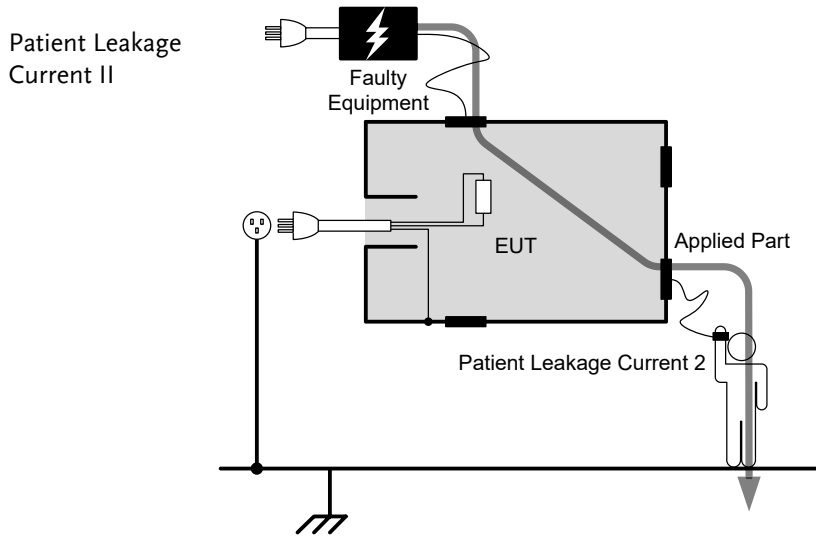 Patient Leakage
Current II
Faulty
Equipment
EUT
Applied Part
Patient Leakage Current 2